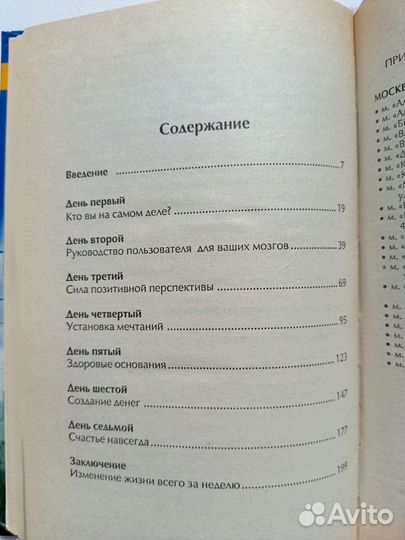 Содержание
Введение 7
День первый
Кто вы на самом деле? 19
День второй
Руководство пользователя для ваших мозгов 39
День третий
Сила позитивной перспективы 69
День четвертый
Установка мечтаний 95
День пятый
Здоровые основания 123
День шестой
Создание денег 147
День седьмой
Счастье навсегда 177
Заключение
Изменение жизни всего за неделю 199
Avito